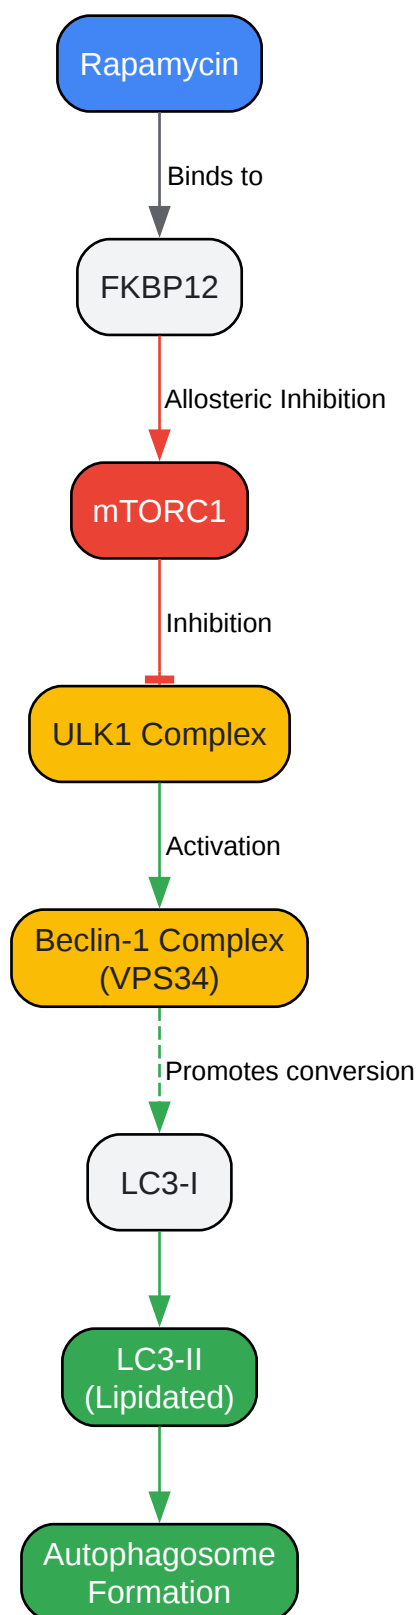 Rapamycin
Binds to
FKBP12
Allosteric Inhibition
mTORC1
Inhibition
ULK1 Complex
Activation
Beclin-1 Complex
(VPS34)
Promotes conversion
LC3-I
LC3-II
(Lipidated)
Autophagosome
Formation